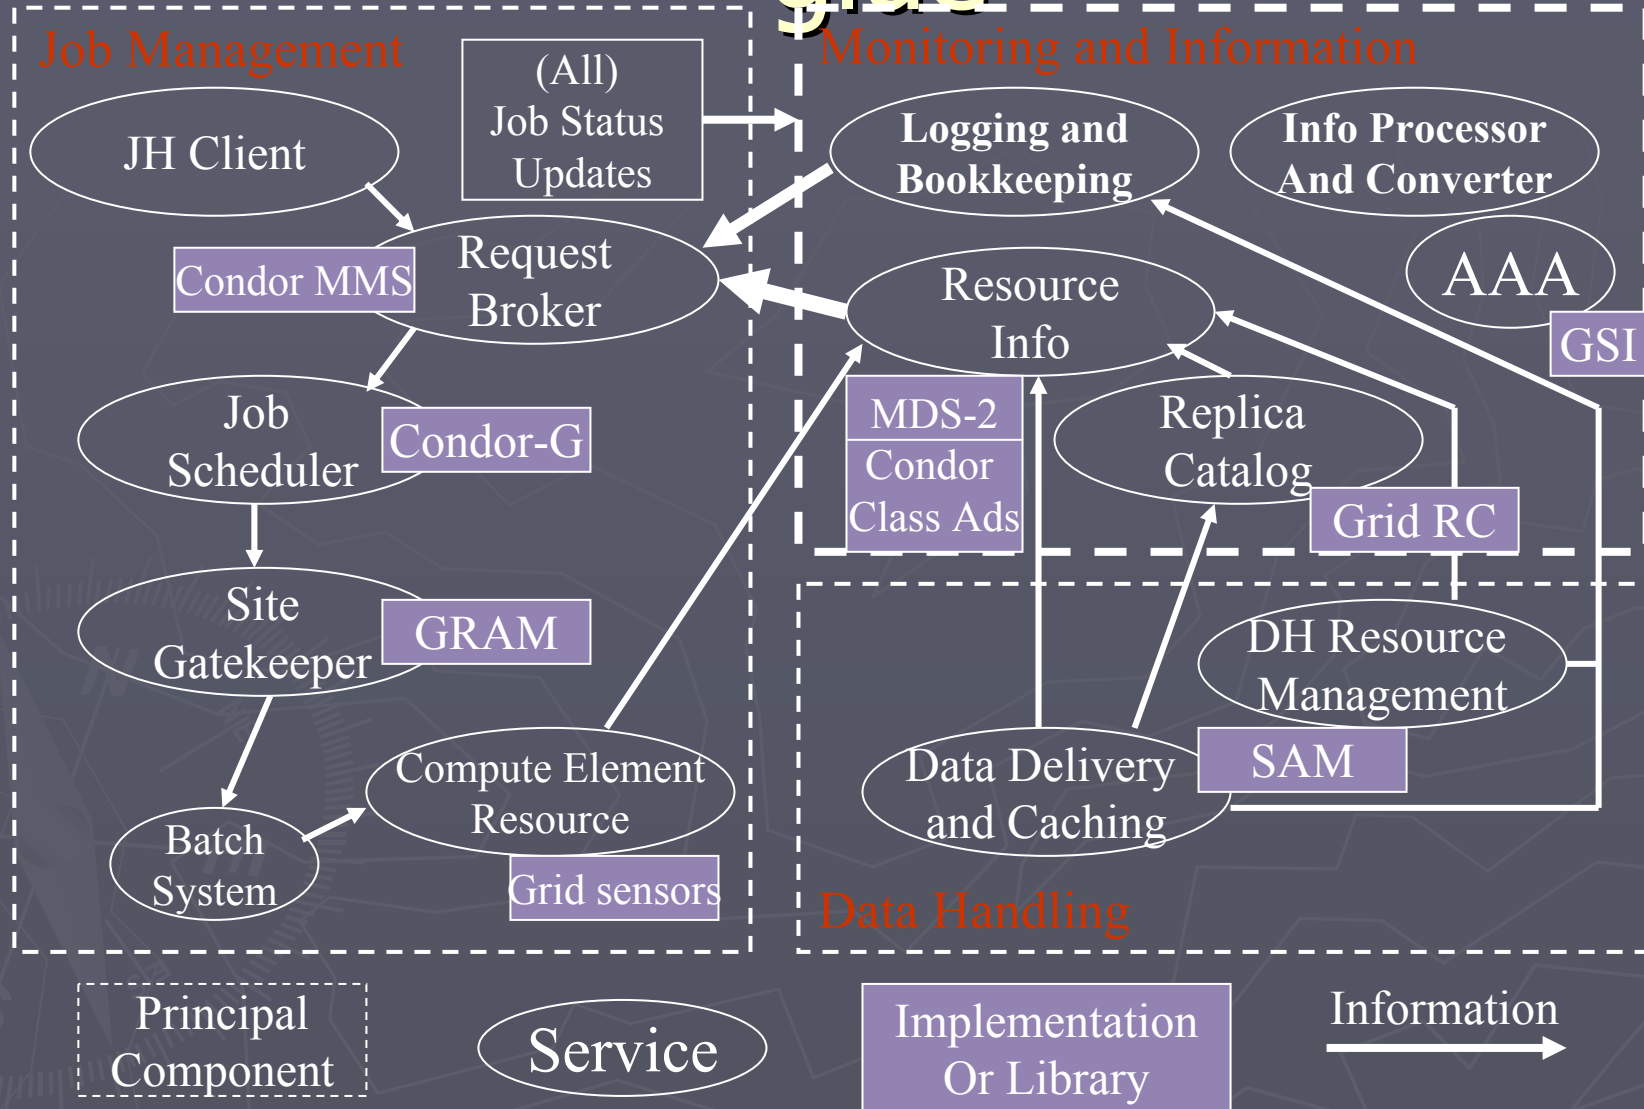 glue
Job Management
(All)
Job Status
Updates
JH Client
Request
Broker
Condor MMS
Job
Scheduler
Condor-G
Site
Gatekeeper
GRAM
Compute Element
Resource
Grid sensors
Batch
System
Monitoring and Information
Logging and
Bookkeeping
Info Processor
And Converter
AAA
GSI
Resource
Info
MDS-2
Condor
Class Ads
Replica
Catalog
Grid RC
DH Resource
Management
SAM
Data Delivery
and Caching
Data Handling
Principal
Component
Service
Implementation
Or Library
Information